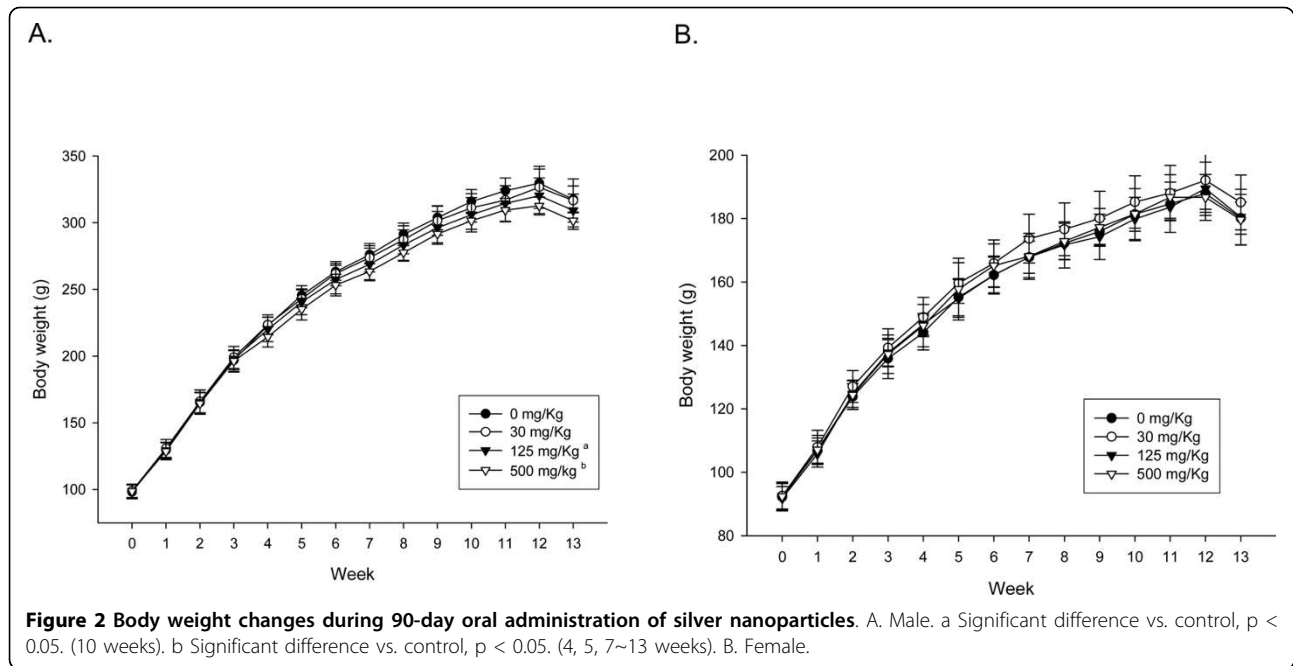 A.
Body weight (g)
350
300
250
200
150
100
0 mg/Kg
30 mg/Kg
125 mg/Kg a
500 mg/kg b
0 1 2 3 4 5 6 7 8 9 10 11 12 13
Week
B.
Body weight (g)
200
180
160
140
120
100
80
0 mg/Kg
30 mg/Kg
125 mg/Kg
500 mg/Kg
0 1 2 3 4 5 6 7 8 9 10 11 12 13
Week
Figure 2 Body weight changes during 90-day oral administration of silver nanoparticles. A. Male. a Significant difference vs. control, p <
0.05. (10 weeks). b Significant difference vs. control, p < 0.05. (4, 5, 7~13 weeks). B. Female.